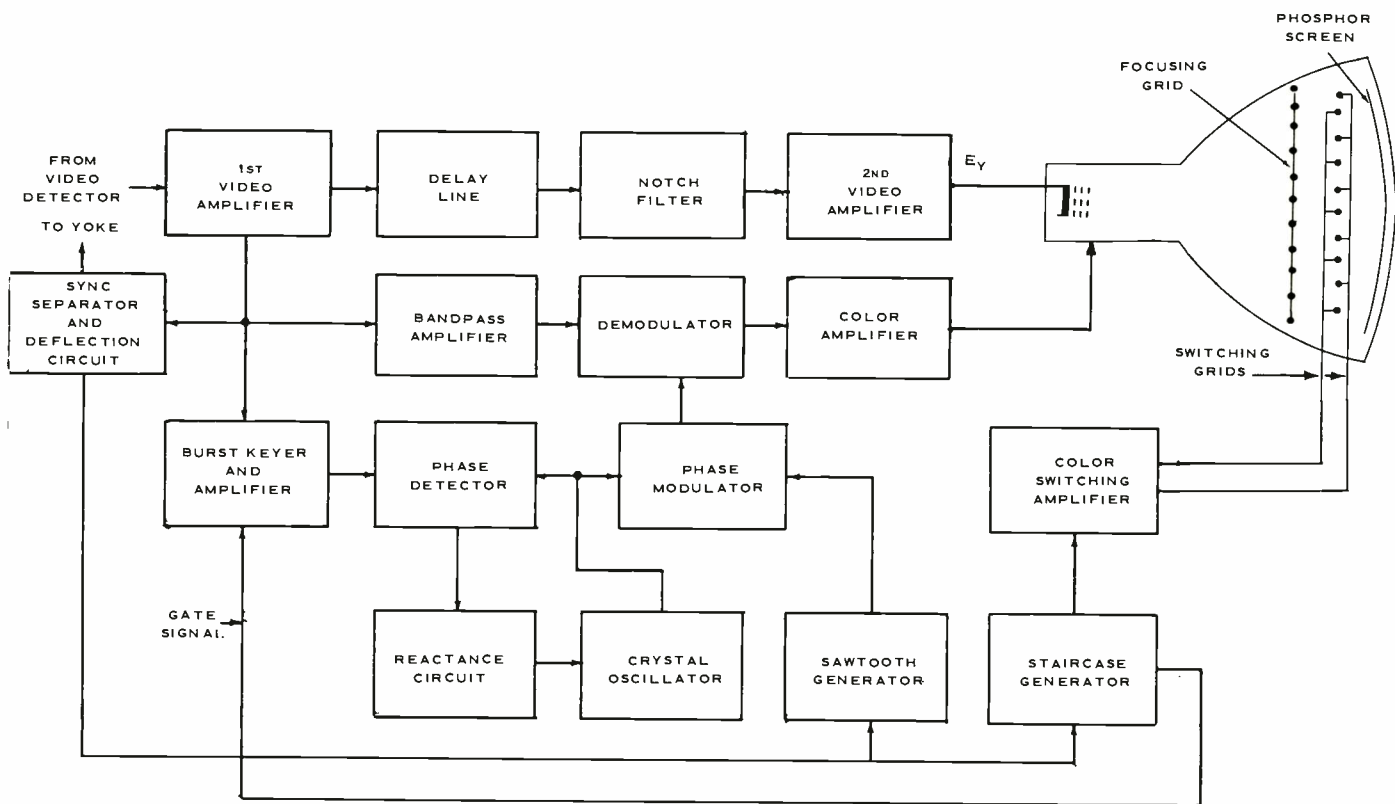 PHOSPHOR
SCREEN
FOCUSING
GRID
FROM
VIDEO
DETECTOR
1ST
VIDEO
AMPLIFIER
DELAY
LINE
NOTCH
FILTER
2ND
VIDEO
AMPLIFIER
EY
TO YOKE
SYNC
SEPARATOR
AND
DEFLECTION
CIRCUIT
BANDPASS
AMPLIFIER
DEMODULATOR
COLOR
AMPLIFIER
SWITCHING
GRIDS
BURST KEYER
AND
AMPLIFIER
PHASE
DETECTOR
PHASE
MODULATOR
COLOR
SWITCHING
AMPLIFIER
GATE
SIGNAL
REACTANCE
CIRCUIT
CRYSTAL
OSCILLATOR
SAWTOOTH
GENERATOR
STAIRCASE
GENERATOR